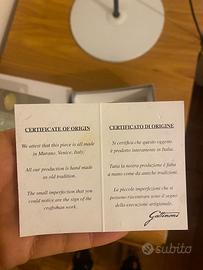 CERTIFICATE OF ORIGIN
We attest that this piece is all made
in Murano, Venice, Italy.
All our production is hand made
as old tradition.
The small imperfection that you
could notice are the sign of the
craftsman work.
CERTIFICATO DI ORIGINE
Si certifica che questo oggetto
è prodotto interamente in Italia.
Tutta la nostra produzione è fatta
a mano come da antiche tradizioni.
Le piccole imperfezioni che si
possono riscontrare sono il segno
della esecuzione artigianale.
Gattinoni
subito